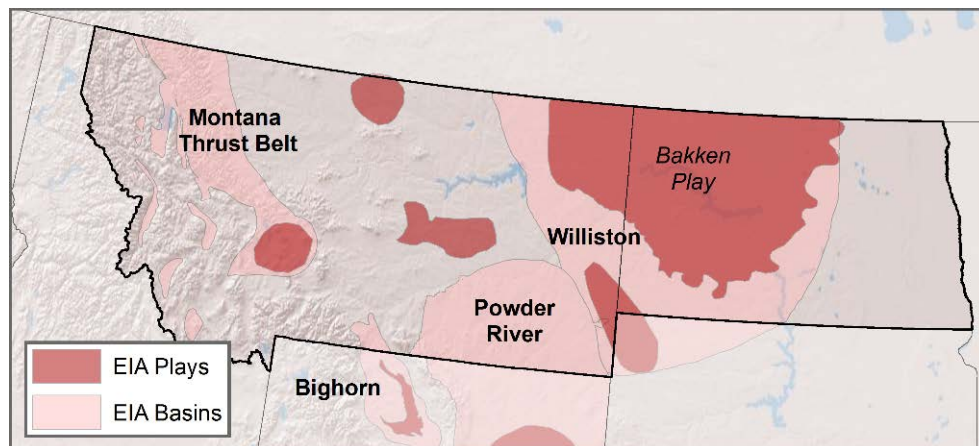 Montana
Thrust Belt
Bakken
Play
Williston
Powder
River
Bighorn
EIA Plays
EIA Basins